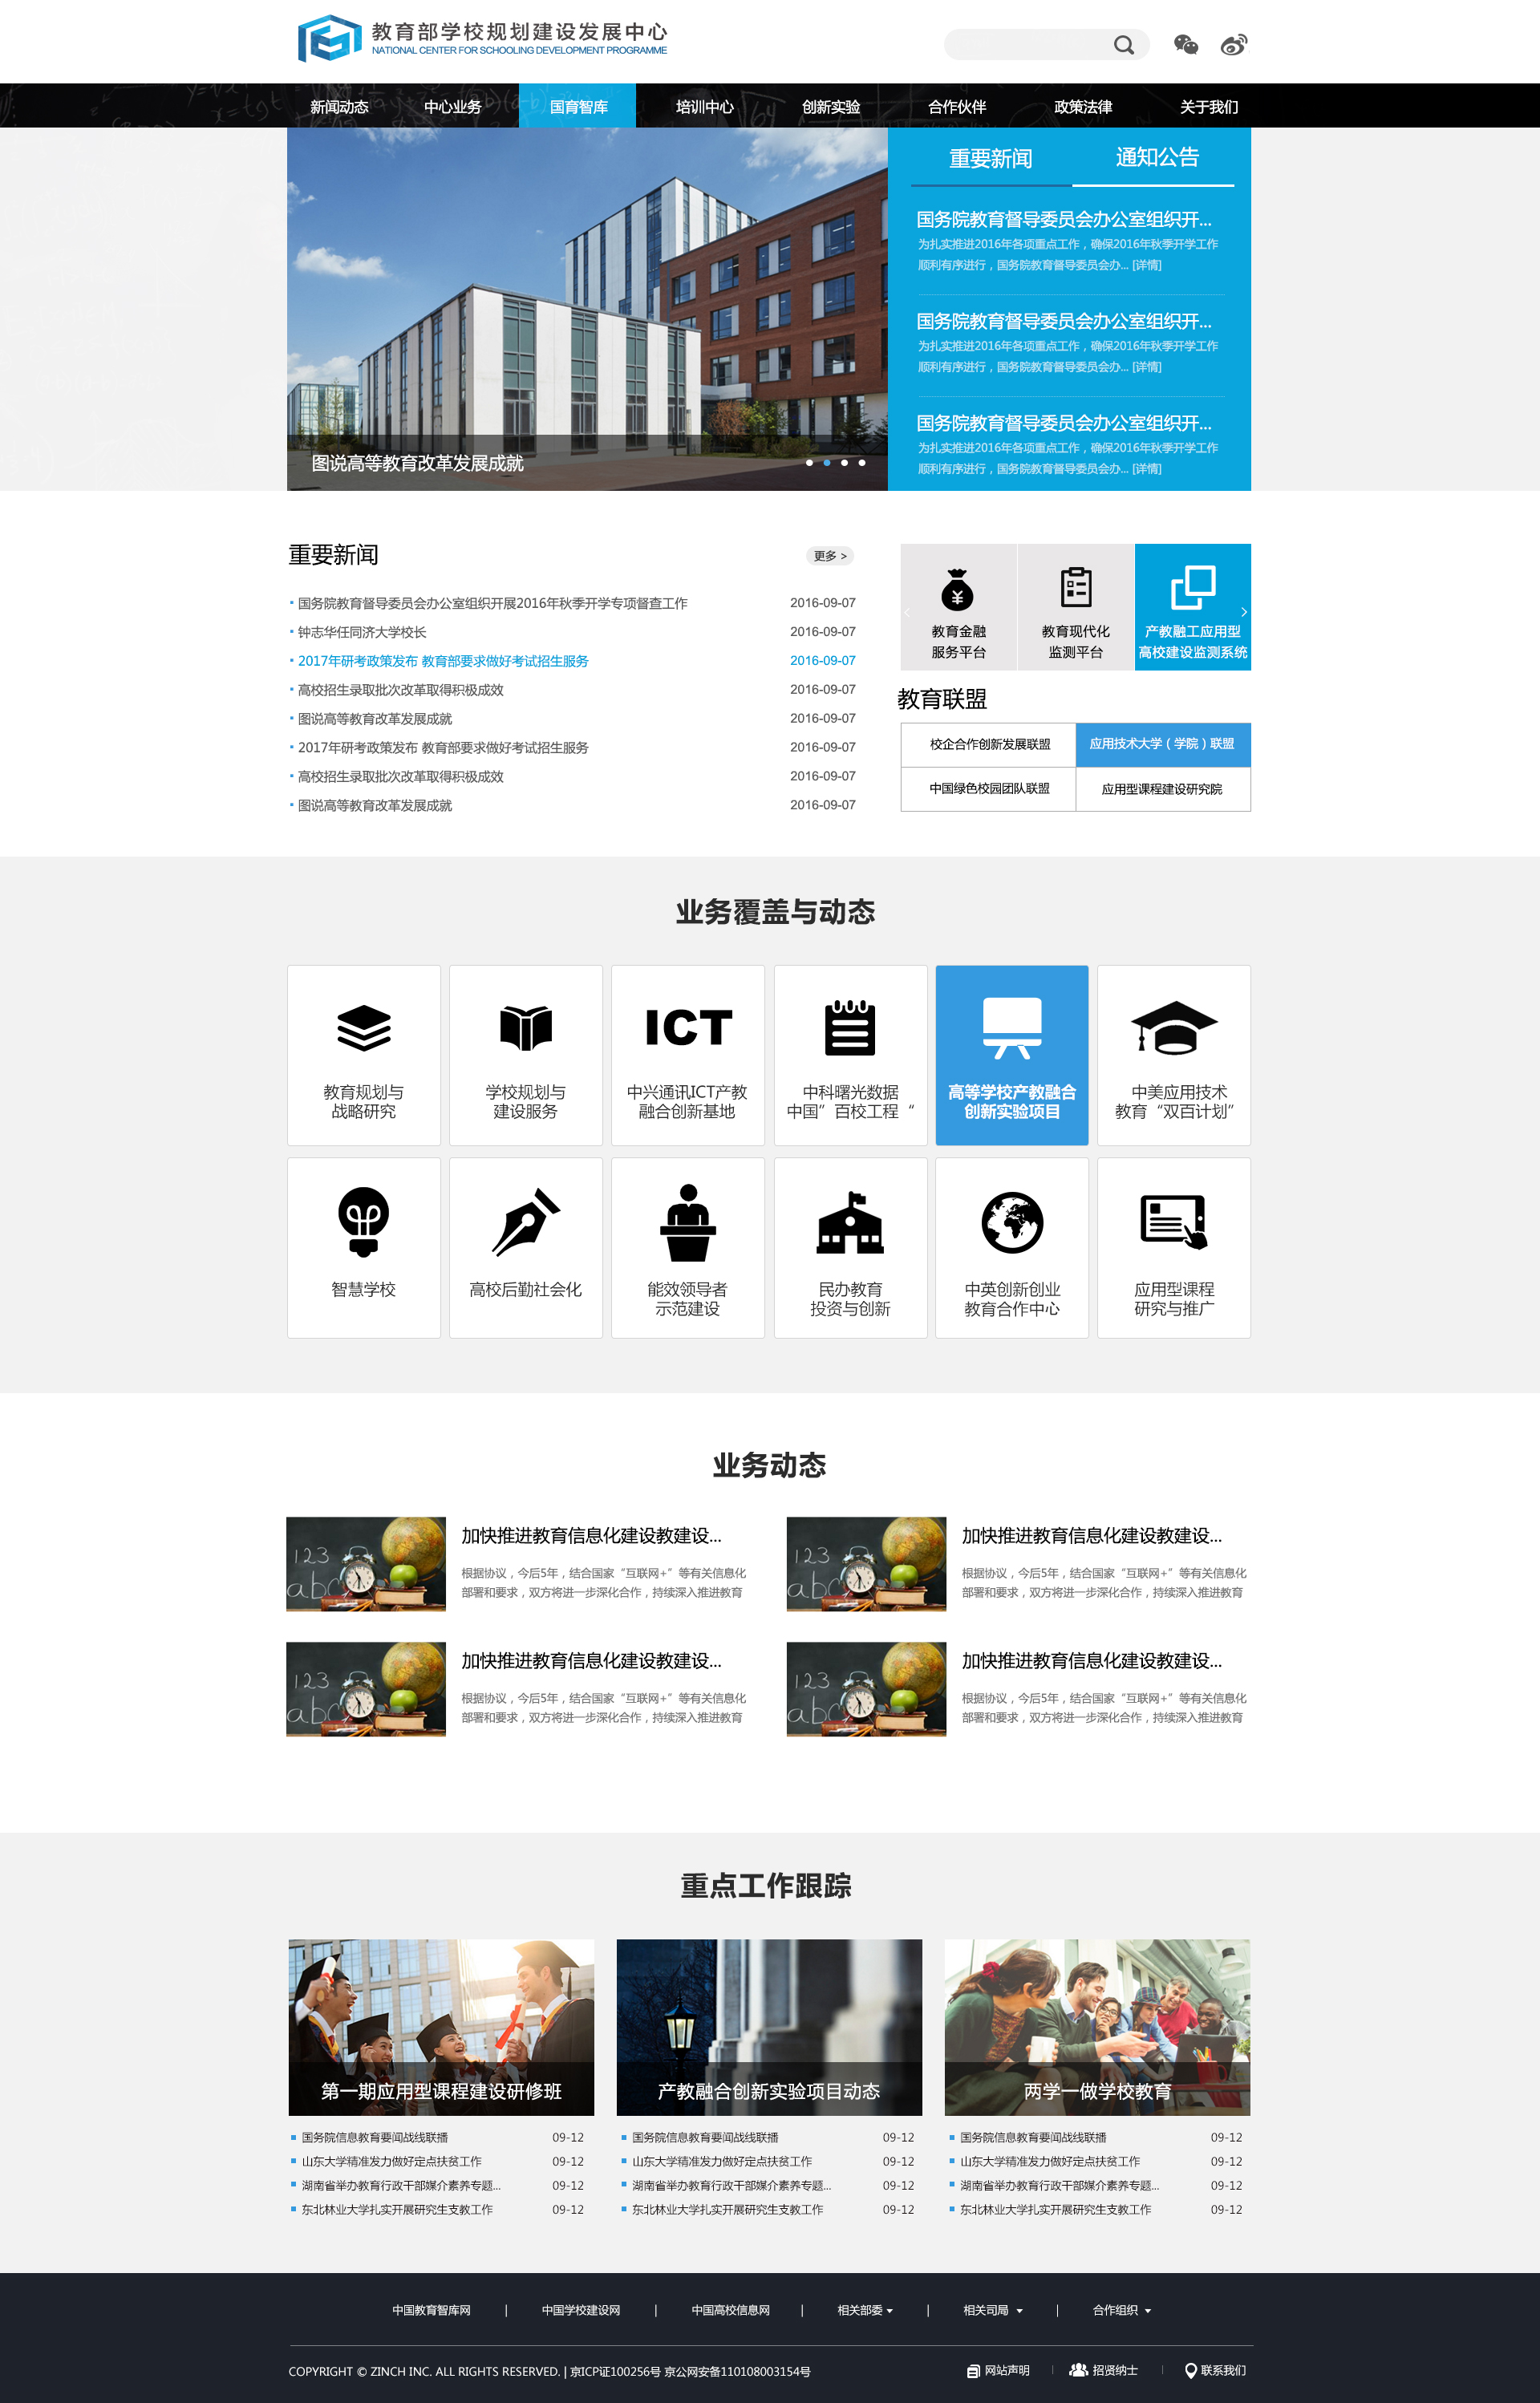 教育部学校规划建设发展中心
NATIONAL CENTER FOR SCHOOLING DEVELOPMENT PROGRAMME
新闻动态 中心业务 国育智库 培训中心 创新实验 合作伙伴 政策法律 关于我们
重要新闻 通知公告
国务院教育督导委员会办公室组织开...
为扎实推进2016年各项重点工作，确保2016年秋季开学工作
顺利有序进行，国务院教育督导委员会办... [详情]
国务院教育督导委员会办公室组织开...
为扎实推进2016年各项重点工作，确保2016年秋季开学工作
顺利有序进行，国务院教育督导委员会办... [详情]
国务院教育督导委员会办公室组织开...
为扎实推进2016年各项重点工作，确保2016年秋季开学工作
顺利有序进行，国务院教育督导委员会办... [详情]
图说高等教育改革发展成就
重要新闻
更多 >
国务院教育督导委员会办公室组织开展2016年秋季开学专项督查工作 2016-09-07
钟志华任同济大学校长 2016-09-07
2017年研考政策发布 教育部要求做好考试招生服务 2016-09-07
高校招生录取批次改革取得积极成效 2016-09-07
图说高等教育改革发展成就 2016-09-07
2017年研考政策发布 教育部要求做好考试招生服务 2016-09-07
高校招生录取批次改革取得积极成效 2016-09-07
图说高等教育改革发展成就 2016-09-07
教育金融
服务平台
教育现代化
监测平台
产教融工应用型
高校建设监测系统
教育联盟
校企合作创新发展联盟
应用技术大学（学院）联盟
中国绿色校园团队联盟
应用型课程建设研究院
业务覆盖与动态
教育规划与
战略研究
学校规划与
建设服务
ICT
中兴通讯ICT产教
融合创新基地
中科曙光数据
中国”百校工程“
高等学校产教融合
创新实验项目
中美应用技术
教育“双百计划”
智慧学校
高校后勤社会化
能效领导者
示范建设
民办教育
投资与创新
中英创新创业
教育合作中心
应用型课程
研究与推广
业务动态
123
abc
加快推进教育信息化建设教建设...
根据协议，今后5年，结合国家“互联网+”等有关信息化
部署和要求，双方将进一步深化合作，持续深入推进教育
123
abc
加快推进教育信息化建设教建设...
根据协议，今后5年，结合国家“互联网+”等有关信息化
部署和要求，双方将进一步深化合作，持续深入推进教育
123
abc
加快推进教育信息化建设教建设...
根据协议，今后5年，结合国家“互联网+”等有关信息化
部署和要求，双方将进一步深化合作，持续深入推进教育
123
abc
加快推进教育信息化建设教建设...
根据协议，今后5年，结合国家“互联网+”等有关信息化
部署和要求，双方将进一步深化合作，持续深入推进教育
重点工作跟踪
第一期应用型课程建设研修班
国务院信息教育要闻战线联播 09-12
山东大学精准发力做好定点扶贫工作 09-12
湖南省举办教育行政干部媒介素养专题... 09-12
东北林业大学扎实开展研究生支教工作 09-12
产教融合创新实验项目动态
国务院信息教育要闻战线联播 09-12
山东大学精准发力做好定点扶贫工作 09-12
湖南省举办教育行政干部媒介素养专题... 09-12
东北林业大学扎实开展研究生支教工作 09-12
两学一做学校教育
国务院信息教育要闻战线联播 09-12
山东大学精准发力做好定点扶贫工作 09-12
湖南省举办教育行政干部媒介素养专题... 09-12
东北林业大学扎实开展研究生支教工作 09-12
中国教育智库网 | 中国学校建设网 | 中国高校信息网 | 相关部委 | 相关司局 | 合作组织
COPYRIGHT © ZINCH INC. ALL RIGHTS RESERVED. | 京ICP证100256号 京公网安备110108003154号
网站声明 | 招贤纳士 | 联系我们